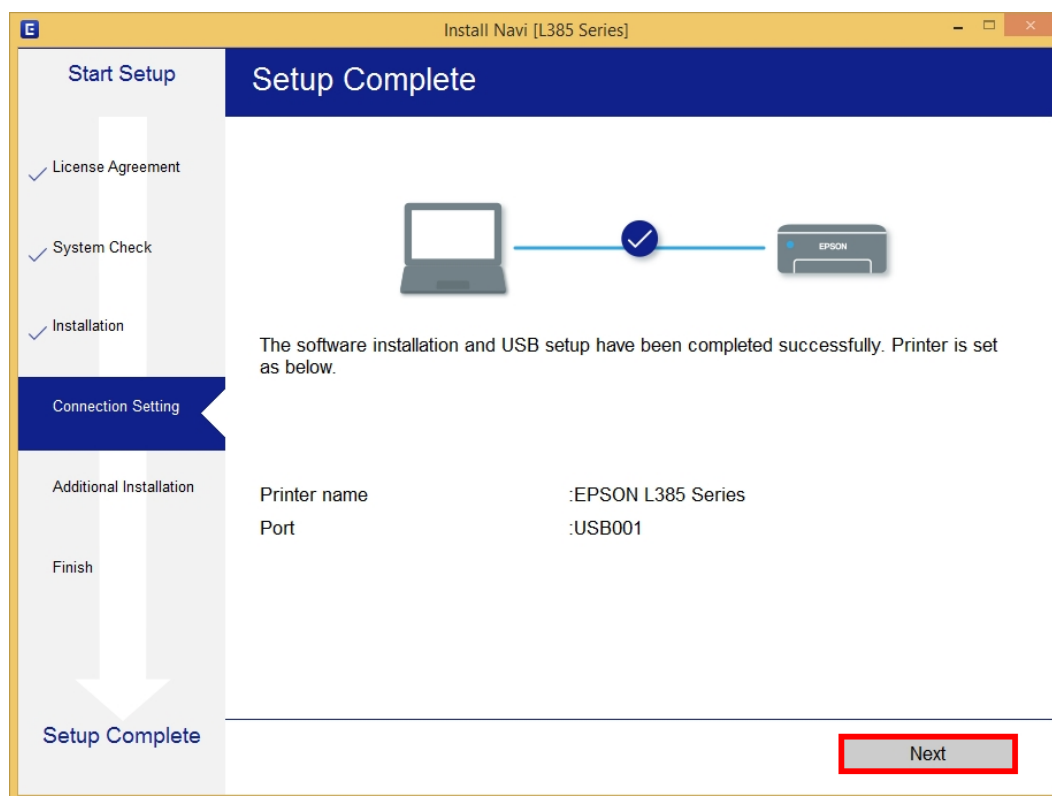 Install Navi [L385 Series]
Start Setup
License Agreement
System Check
Installation
Connection Setting
Additional Installation
Finish
Setup Complete
Setup Complete
EPSON
The software installation and USB setup have been completed successfully. Printer is set
as below.
Printer name :EPSON L385 Series
Port :USB001
Next